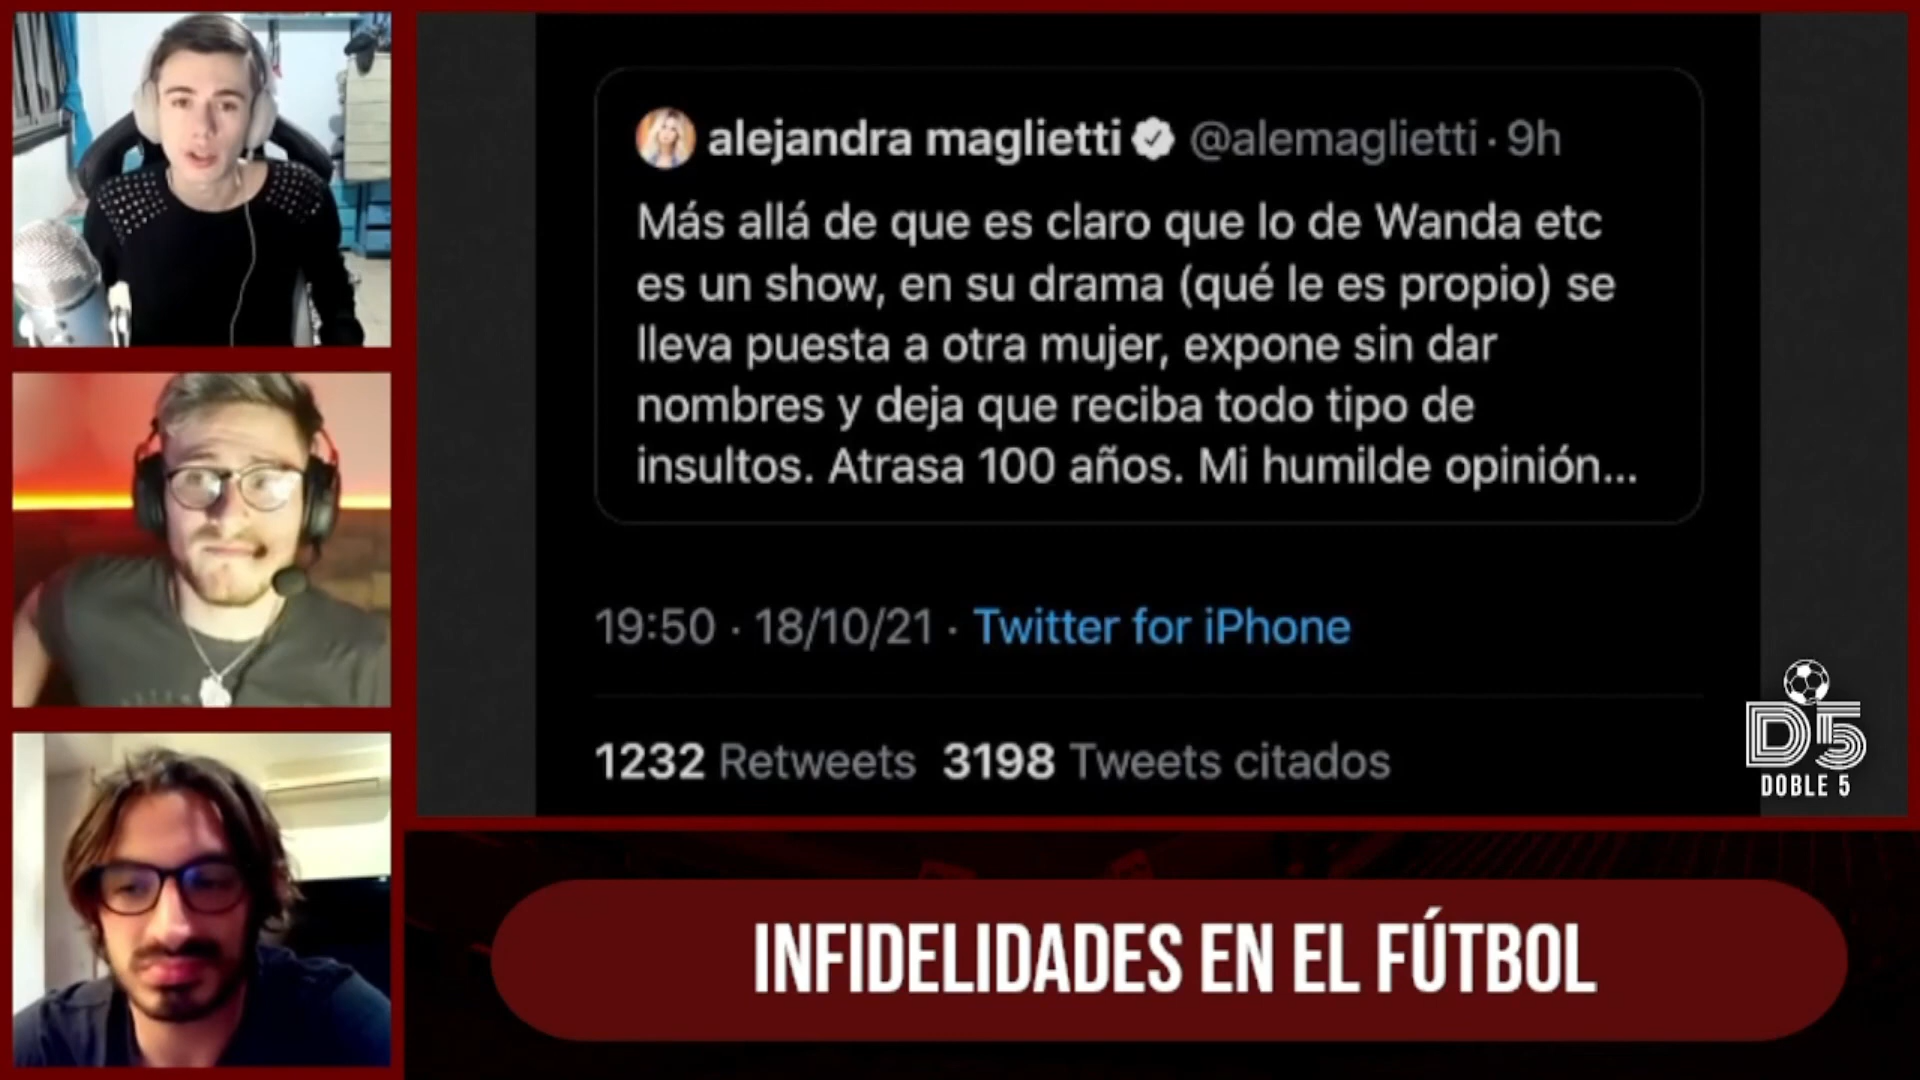 alejandra maglietti @alemaglietti · 9h
Más allá de que es claro que lo de Wanda etc
es un show, en su drama (qué le es propio) se
lleva puesta a otra mujer, expone sin dar
nombres y deja que reciba todo tipo de
insultos. Atrasa 100 años. Mi humilde opinión...
19:50 · 18/10/21 · Twitter for iPhone
1232 Retweets 3198 Tweets citados
D5
DOBLE 5
INFIDELIDADES EN EL FÚTBOL